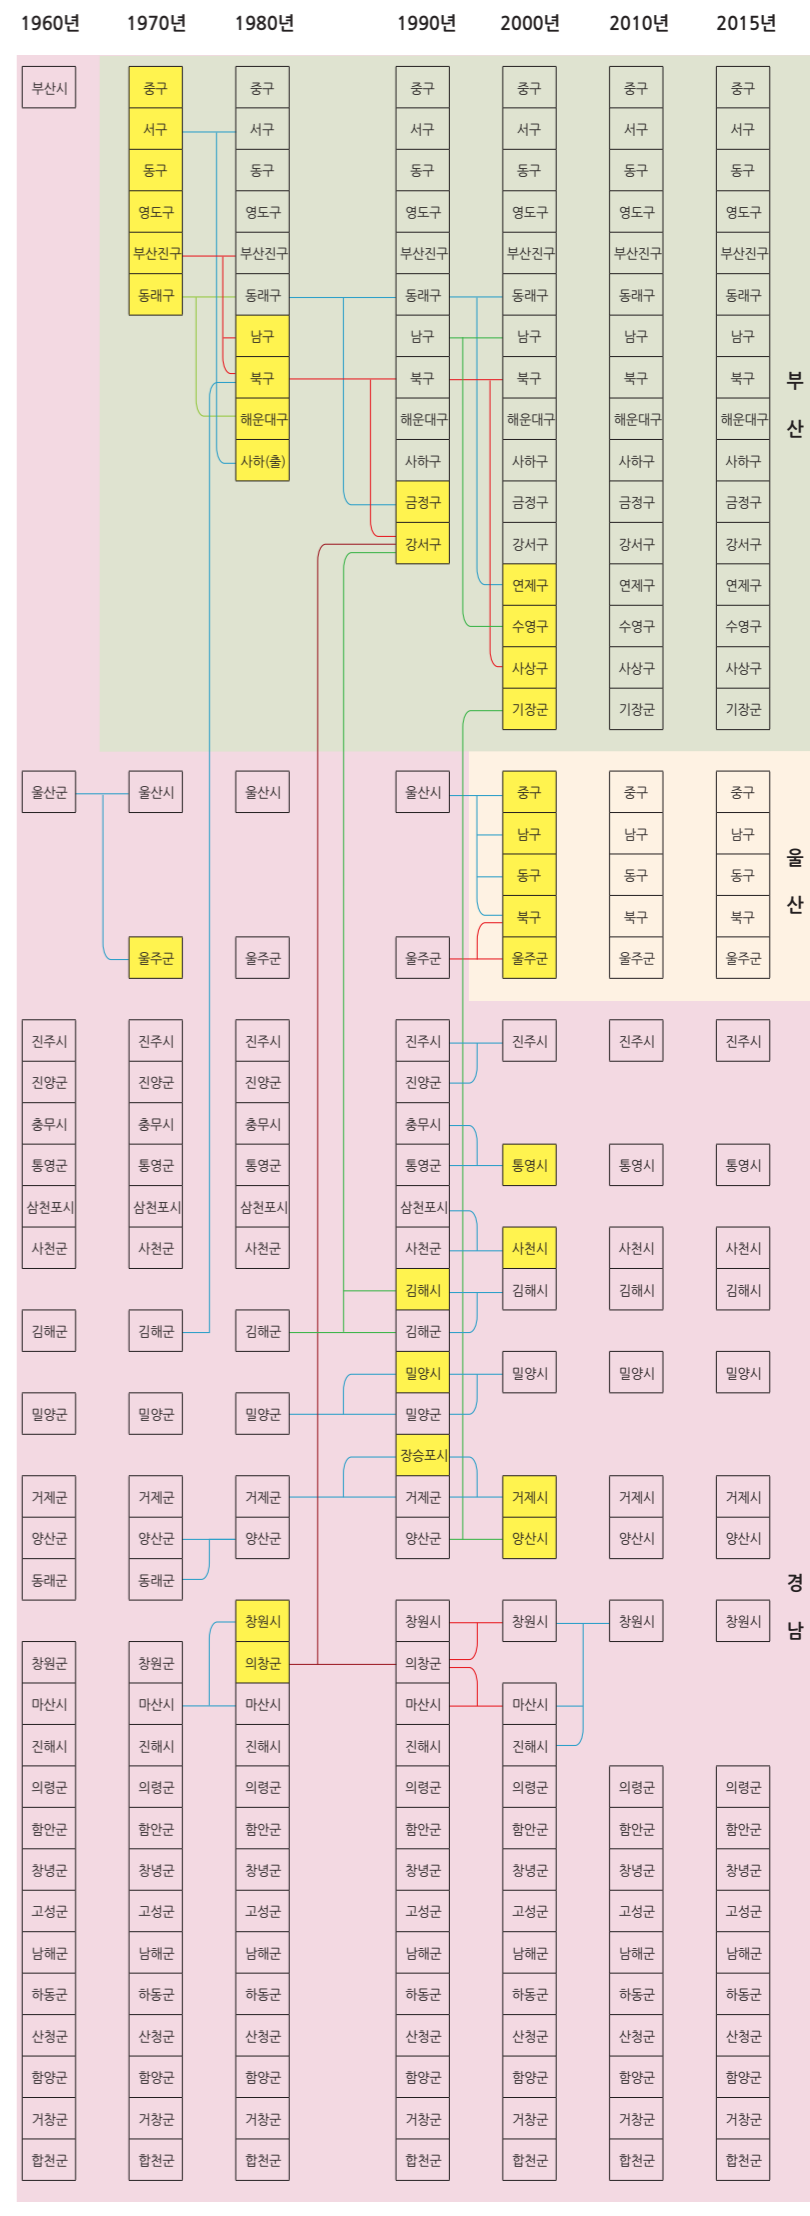 1960년 1970년 1980년 1990년 2000년 2010년 2015년
부산시 중구 중구 중구 중구 중구 중구
서구 서구 서구 서구 서구 서구
동구 동구 동구 동구 동구 동구
영도구 영도구 영도구 영도구 영도구 영도구
부산진구 부산진구 부산진구 부산진구 부산진구 부산진구
동래구 동래구 동래구 동래구 동래구 동래구
남구 남구 남구 남구 남구
북구 북구 북구 북구 북구 부
해운대구 해운대구 해운대구 해운대구 해운대구 산
사하(출) 사하구 사하구 사하구 사하구
금정구 금정구 금정구 금정구
강서구 강서구 강서구 강서구
연제구 연제구 연제구
수영구 수영구 수영구
사상구 사상구 사상구
기장군 기장군 기장군
울산군 울산시 울산시 울산시 중구 중구 중구
남구 남구 남구 울
동구 동구 동구
북구 북구 북구 산
울주군 울주군 울주군 울주군 울주군 울주군
진주시 진주시 진주시 진주시 진주시 진주시 진주시
진양군 진양군 진양군 진양군
충무시 충무시 충무시 충무시
통영군 통영군 통영군 통영군 통영시 통영시 통영시
삼천포시 삼천포시 삼천포시 삼천포시
사천군 사천군 사천군 사천군 사천시 사천시 사천시
김해시 김해시 김해시 김해시
김해군 김해군 김해군 김해군
밀양시 밀양시 밀양시 밀양시
밀양군 밀양군 밀양군 밀양군
장승포시
거제군 거제군 거제군 거제군 거제시 거제시 거제시
양산군 양산군 양산군 양산군 양산시 양산시 양산시
동래군 동래군 경
창원시 창원시 창원시 창원시 창원시 남
창원군 창원군 의창군 의창군
마산시 마산시 마산시 마산시 마산시
진해시 진해시 진해시 진해시 진해시
의령군 의령군 의령군 의령군 의령군 의령군 의령군
함안군 함안군 함안군 함안군 함안군 함안군 함안군
창녕군 창녕군 창녕군 창녕군 창녕군 창녕군 창녕군
고성군 고성군 고성군 고성군 고성군 고성군 고성군
남해군 남해군 남해군 남해군 남해군 남해군 남해군
하동군 하동군 하동군 하동군 하동군 하동군 하동군
산청군 산청군 산청군 산청군 산청군 산청군 산청군
함양군 함양군 함양군 함양군 함양군 함양군 함양군
거창군 거창군 거창군 거창군 거창군 거창군 거창군
합천군 합천군 합천군 합천군 합천군 합천군 합천군